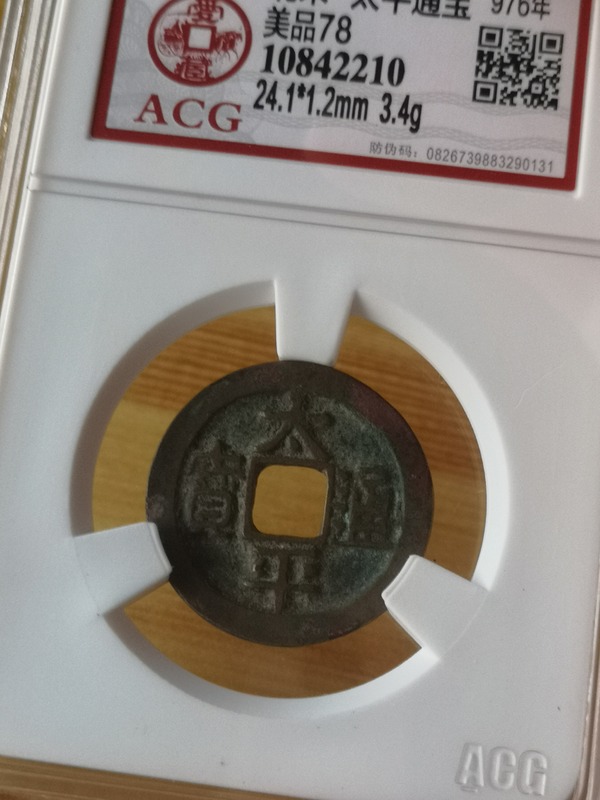 太平通宝 976年
美品78
10842210
24.1*1.2mm 3.4g
ACG
防伪码：0826739883290131
太
平
通
寳
ACG